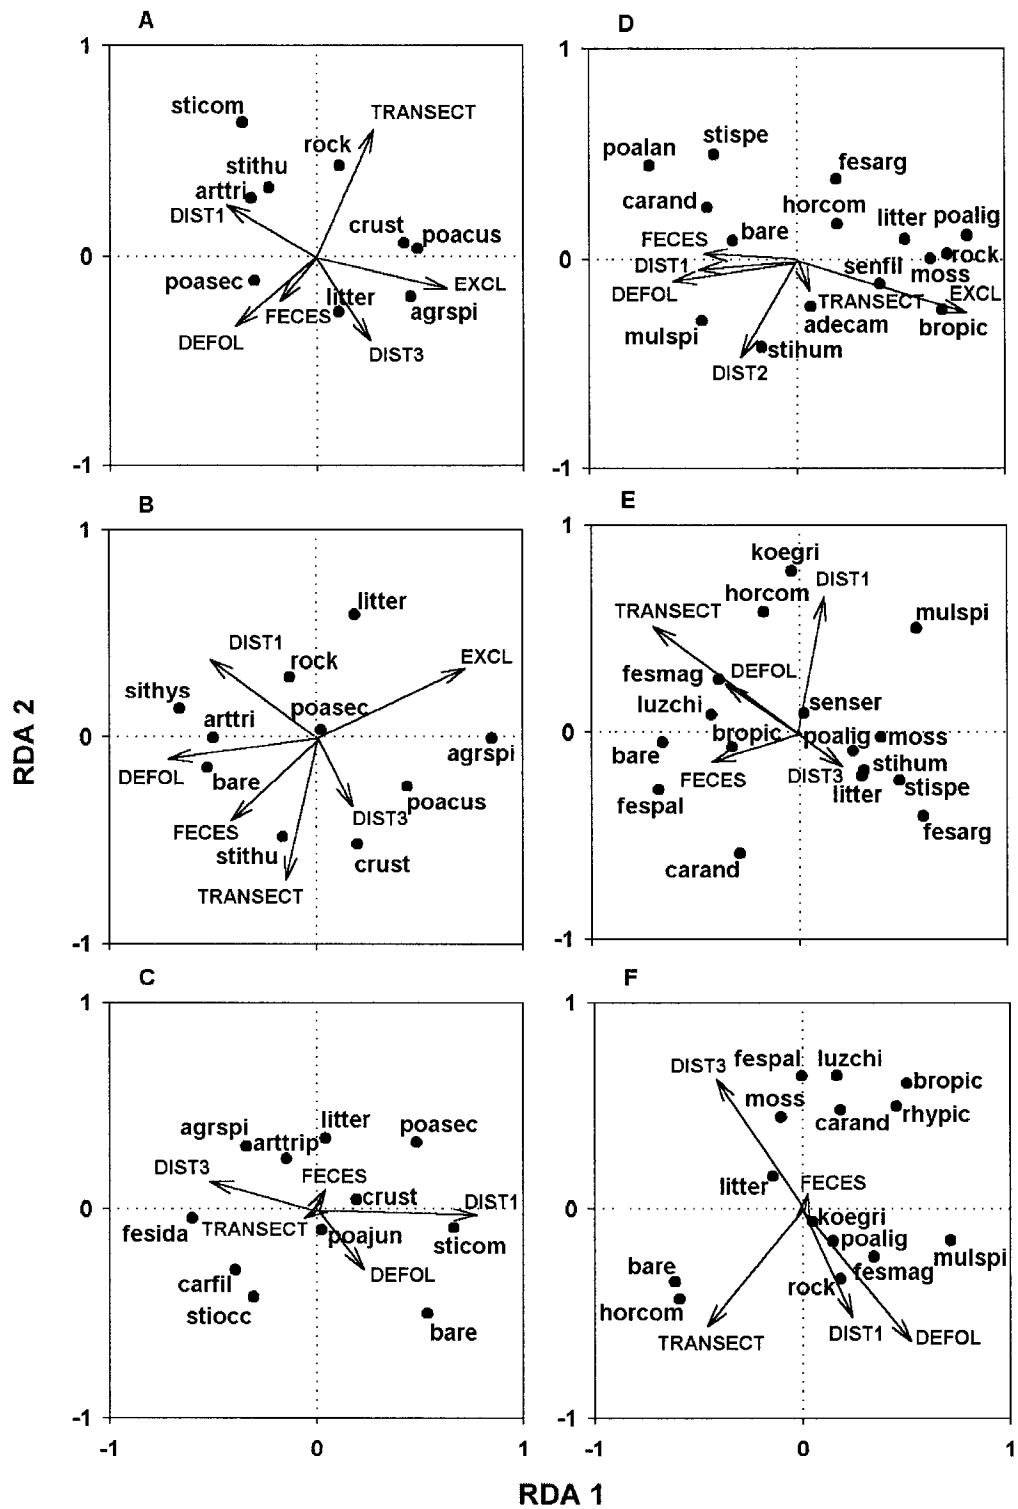 A
1
sticom
TRANSECT
rock
stithu
arttri
DIST1
crust
poacus
0
poasec
EXCL
litter
FECES
agrspi
DEFOL
DIST3
-1
B
1
litter
DIST1
rock
EXCL
sithys
poasec
arttri
0
agrspi
DEFOL
bare
poacus
FECES
DIST3
stithu
crust
TRANSECT
-1
C
1
litter
agrspi
arttrip
poasec
DIST3
FECES
crust
DIST1
0
fesida
TRANSECT
poajun
sticom
DEFOL
carfil
stiocc
bare
-1
-1
0
1
D
1
stispe
poalan
fesarg
carand
horcom
litter
poalig
bare
FECES
0
rock
DIST1
senfil
moss
DEFOL
TRANSECT
EXCL
adecam
bropic
mulspi
stihum
DIST2
-1
E
1
koegri
DIST1
horcom
TRANSECT
mulspi
fesmag
DEFOL
luzchi
senser
bropic
poalig
moss
0
bare
FECES
DIST3
stihum
litter
stispe
fespal
fesarg
carand
-1
F
1
fespal
luzchi
DIST3
bropic
moss
carand
rhypic
litter
FECES
0
koegri
poalig
mulspi
bare
fesmag
rock
horcom
TRANSECT
DIST1
DEFOL
-1
-1
0
1
RDA 2
RDA 1